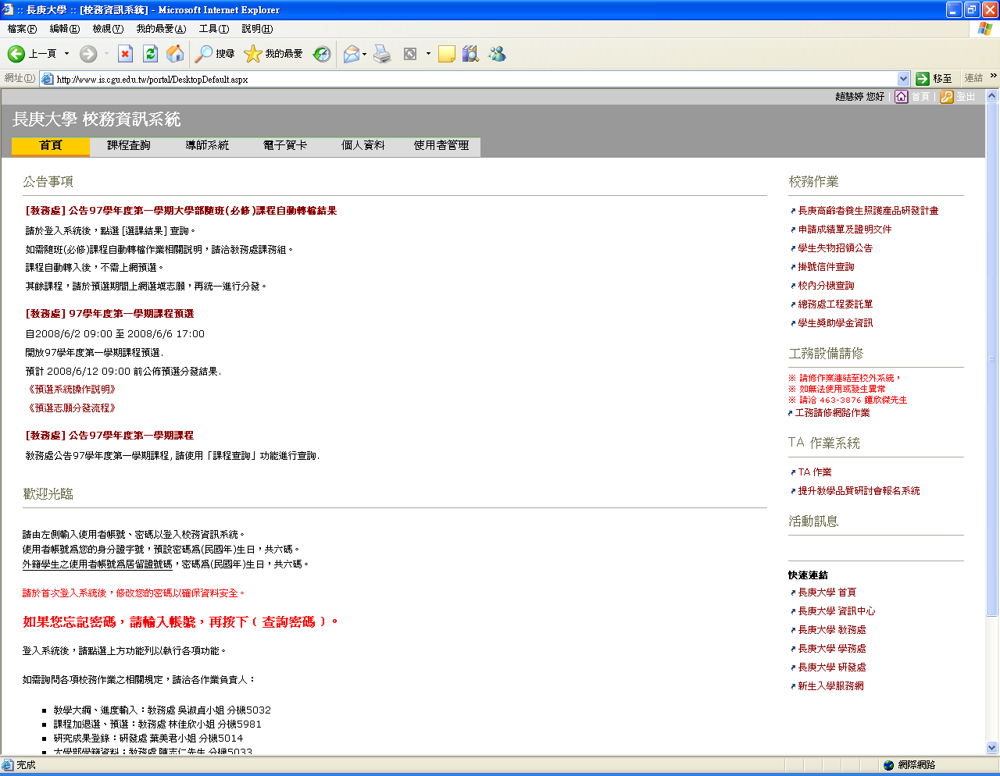 :: 長庚大學 :: [校務資訊系統] - Microsoft Internet Explorer
檔案(F) 編輯(E) 檢視(V) 我的最愛(A) 工具(T) 說明(H)
上一頁 搜尋 我的最愛
網址(D) http://www.is.cgu.edu.tw/portal/DesktopDefault.aspx 移至 連結 »
趙慧婷 您好 | 首頁 | 登出
長庚大學 校務資訊系統
首頁 課程查詢 導師系統 電子賀卡 個人資料 使用者管理
公告事項
[教務處] 公告97學年度第一學期大學部隨班(必修)課程自動轉檔結果
請於登入系統後，點選 [選課結果] 查詢。
如需隨班(必修)課程自動轉檔作業相關說明，請洽教務處課務組。
課程自動轉入後，不需上網預選。
其餘課程，請於預選期間上網選填志願，再統一進行分發。
[教務處] 97學年度第一學期課程預選
自2008/6/2 09:00 至 2008/6/6 17:00
開放97學年度第一學期課程預選.
預計 2008/6/12 09:00 前公佈預選分發結果.
《預選系統操作說明》
《預選志願分發流程》
[教務處] 公告97學年度第一學期課程
教務處公告97學年度第一學期課程, 請使用「課程查詢」功能進行查詢.
歡迎光臨
請由左側輸入使用者帳號、密碼以登入校務資訊系統。
使用者帳號為您的身分證字號，預設密碼為(民國年)生日，共六碼。
外籍學生之使用者帳號為居留證號碼，密碼為(民國年)生日，共六碼。
請於首次登入系統後，修改您的密碼以確保資料安全。
如果您忘記密碼，請輸入帳號，再按下﹝查詢密碼﹞。
登入系統後，請點選上方功能列以執行各項功能。
如需詢問各項校務作業之相關規定，請洽各作業負責人：
教學大綱、進度輸入：教務處 吳淑貞小姐 分機5032
課程加退選、預選：教務處 林佳欣小姐 分機5981
研究成果登錄：研發處 葉美君小姐 分機5014
大學部學籍資料：教務處 陳志仁先生 分機5033
校務作業
長庚高齡者養生照護產品研發計畫
申請成績單及證明文件
學生失物招領公告
掛號信件查詢
校內分機查詢
總務處工程委託單
學生獎助學金資訊
工務設備請修
※ 請修作業連結至校外系統，
※ 如無法使用或發生異常
※ 請洽 463-3876 鍾欣傑先生
工務請修網路作業
TA 作業系統
TA 作業
提升教學品質研討會報名系統
活動訊息
快速連結
長庚大學 首頁
長庚大學 資訊中心
長庚大學 教務處
長庚大學 學務處
長庚大學 研發處
新生入學服務網
完成 網際網路